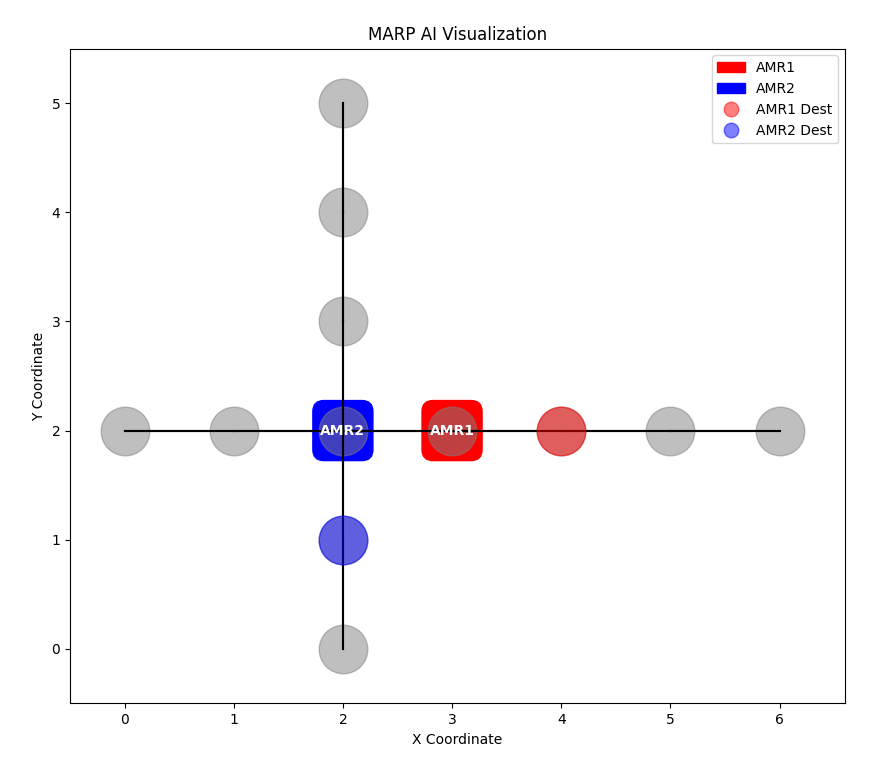 MARP AI Visualization
AMR1
AMR2
AMR1 Dest
AMR2 Dest
Y Coordinate
5
4
3
2
1
0
AMR2
AMR1
0 1 2 3 4 5 6
X Coordinate